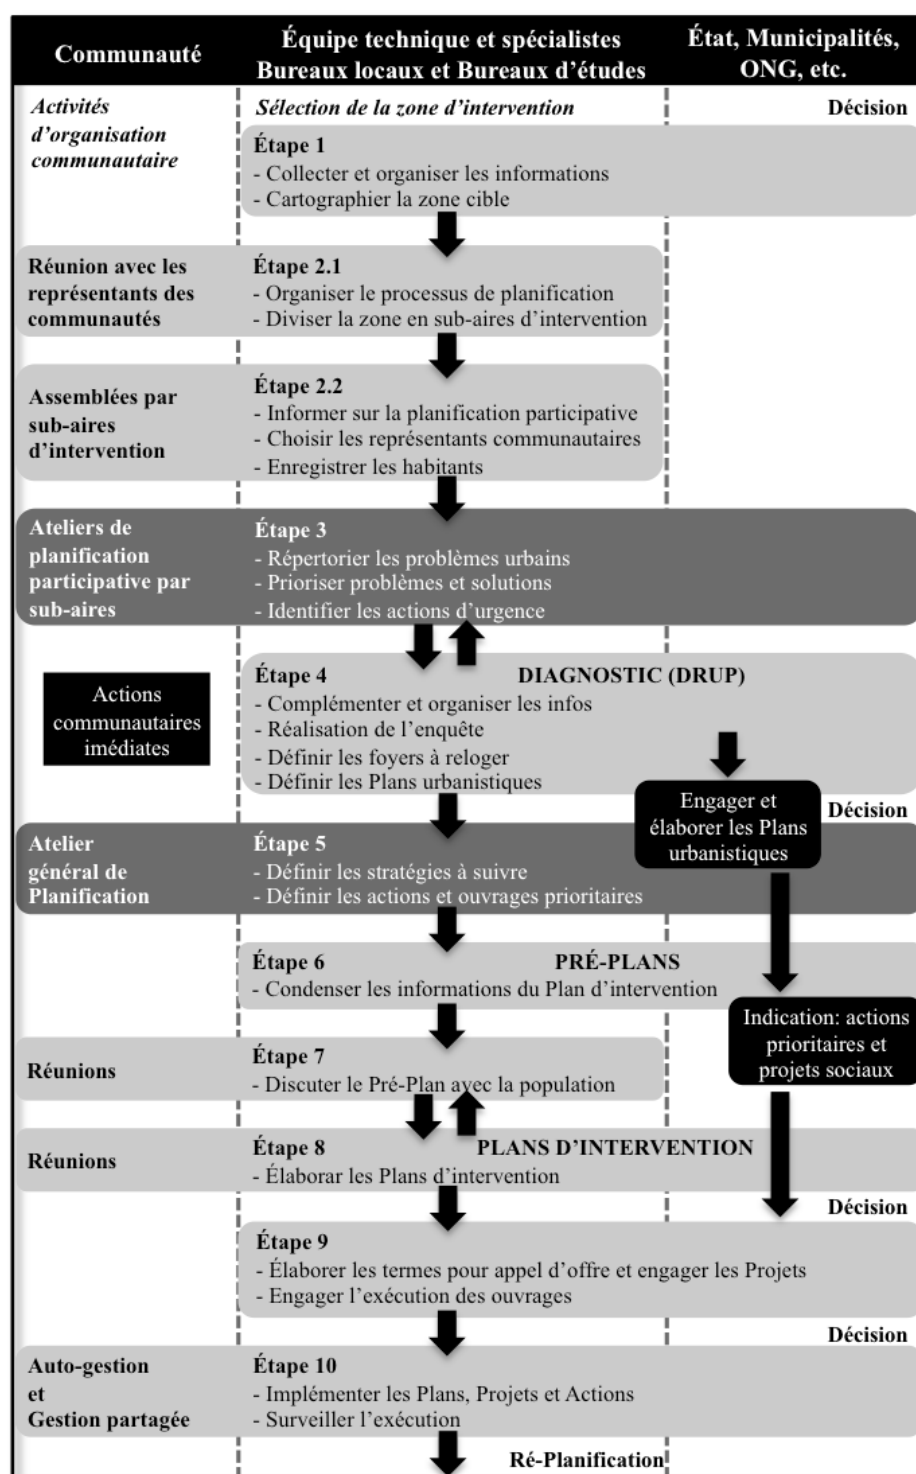 Communauté
Équipe technique et spécialistes
Bureaux locaux et Bureaux d'études
État, Municipalités,
ONG, etc.
Activités
d'organisation
communautaire
Sélection de la zone d'intervention
Décision
Étape 1
- Collecter et organiser les informations
- Cartographier la zone cible
Réunion avec les
représentants des
communautés
Étape 2.1
- Organiser le processus de planification
- Diviser la zone en sub-aires d'intervention
Assemblées par
sub-aires
d'intervention
Étape 2.2
- Informer sur la planification participative
- Choisir les représentants communautaires
- Enregistrer les habitants
Ateliers de
planification
participative par
sub-aires
Étape 3
- Répertorier les problèmes urbains
- Prioriser problèmes et solutions
- Identifier les actions d'urgence
Actions
communautaires
imédiates
Étape 4
DIAGNOSTIC (DRUP)
- Complémenter et organiser les infos
- Réalisation de l'enquête
- Définir les foyers à reloger
- Définir les Plans urbanistiques
Engager et
élaborer les Plans
urbanistiques
Décision
Atelier
général de
Planification
Étape 5
- Définir les stratégies à suivre
- Définir les actions et ouvrages prioritaires
Étape 6
PRÉ-PLANS
- Condenser les informations du Plan d'intervention
Indication: actions
prioritaires et
projets sociaux
Réunions
Étape 7
- Discuter le Pré-Plan avec la population
Réunions
Étape 8
PLANS D'INTERVENTION
- Élaborar les Plans d'intervention
Décision
Étape 9
- Élaborer les termes pour appel d'offre et engager les Projets
- Engager l'exécution des ouvrages
Décision
Auto-gestion
et
Gestion partagée
Étape 10
- Implémenter les Plans, Projets et Actions
- Surveiller l'exécution
Ré-Planification